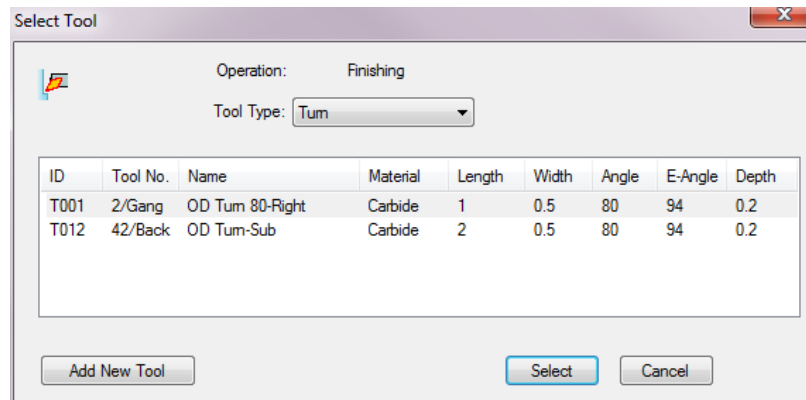 Select Tool
Operation: Finishing
Tool Type: Turn
ID Tool No. Name Material Length Width Angle E-Angle Depth
T001 2/Gang OD Turn 80-Right Carbide 1 0.5 80 94 0.2
T012 42/Back OD Turn-Sub Carbide 2 0.5 80 94 0.2
Add New Tool Select Cancel